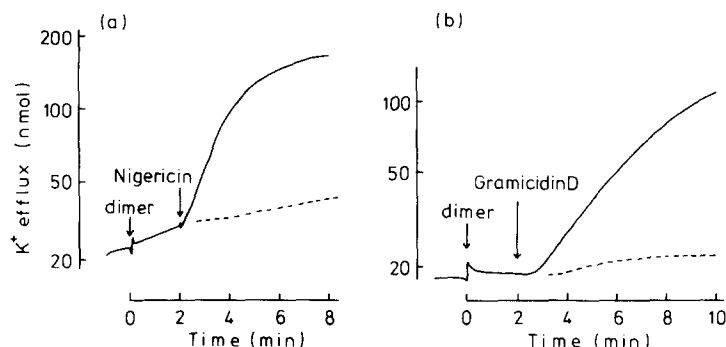 (a)
200
100
50
20
K+ efflux (nmol)
Nigericin
dimer
0 2 4 6 8
Time (min)
(b)
100
50
20
Gramicidin D
dimer
0 2 4 6 8 10
Time (min)